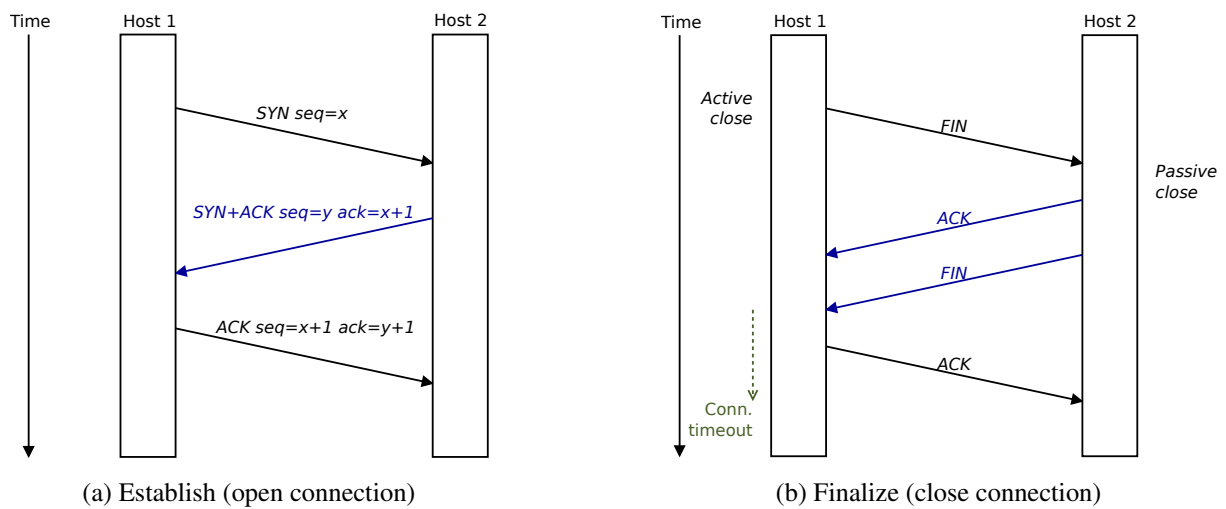 Time
Host 1
Host 2
SYN seq=x
SYN+ACK seq=y ack=x+1
ACK seq=x+1 ack=y+1
(a) Establish (open connection)
Time
Host 1
Host 2
Active
close
FIN
Passive
close
ACK
FIN
ACK
Conn.
timeout
(b) Finalize (close connection)